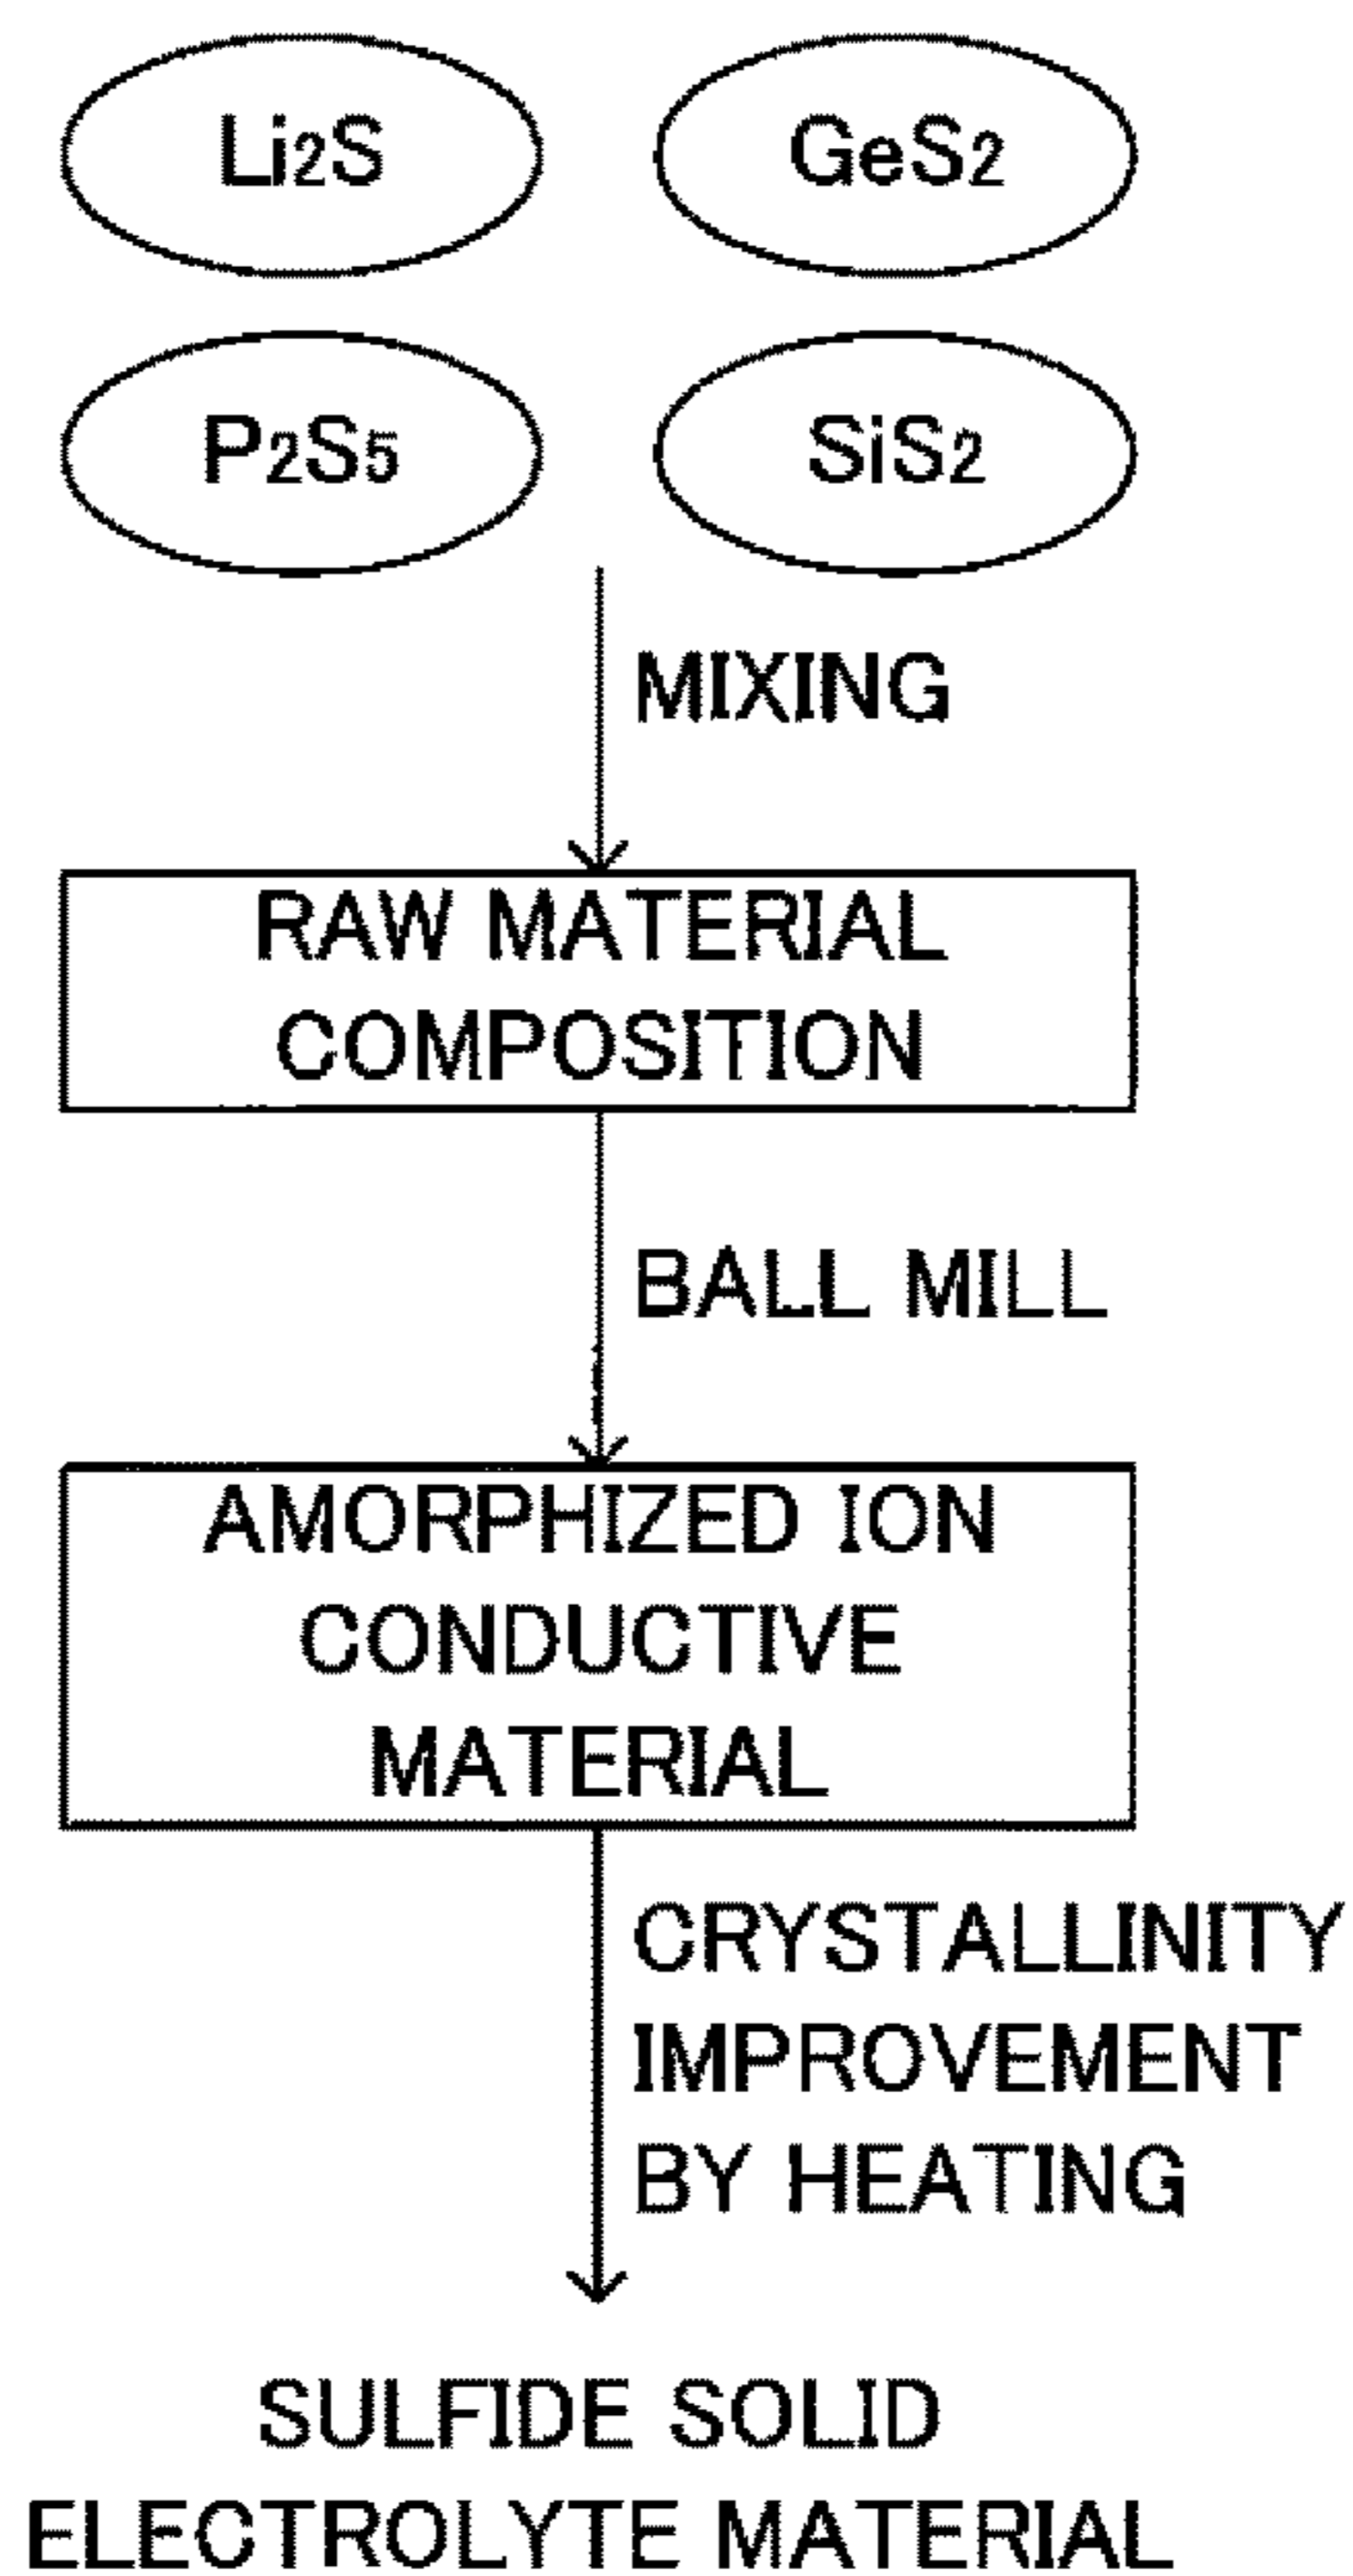 Li2S GeS2
P2S5 SiS2
MIXING
RAW MATERIAL
COMPOSITION
BALL MILL
AMORPHIZED ION
CONDUCTIVE
MATERIAL
CRYSTALLINITY
IMPROVEMENT
BY HEATING
SULFIDE SOLID
ELECTROLYTE MATERIAL